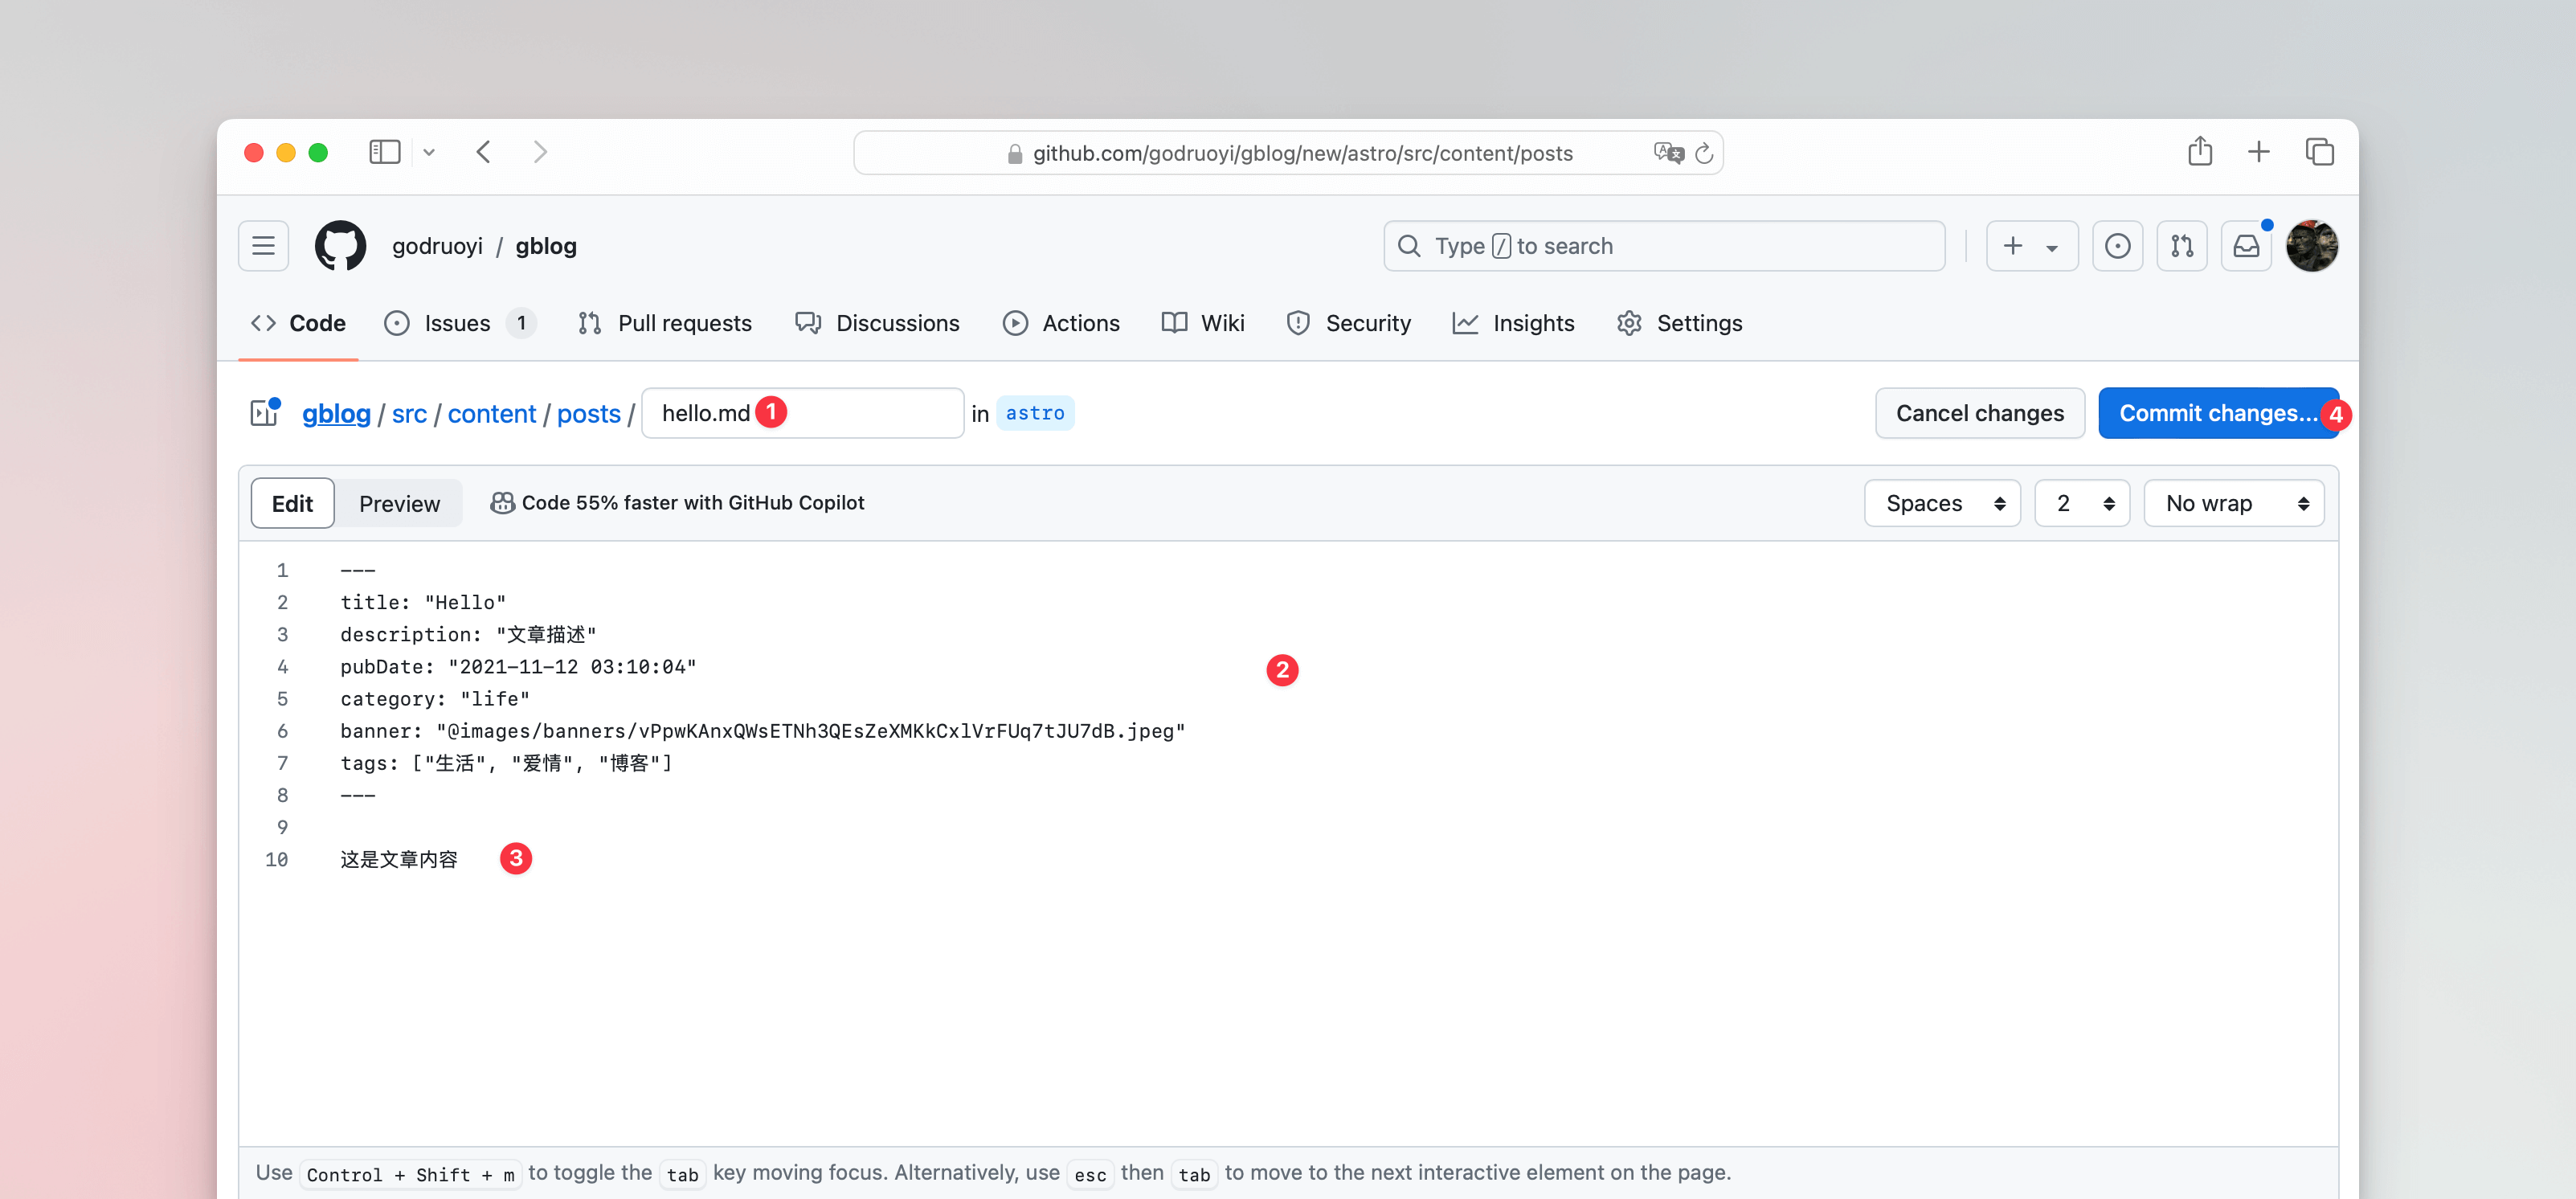 github.com/godruoyi/gblog/new/astro/src/content/posts
godruoyi / gblog
Type / to search
Code
Issues 1
Pull requests
Discussions
Actions
Wiki
Security
Insights
Settings
gblog / src / content / posts / hello.md 1 in astro
Cancel changes
Commit changes... 4
Edit
Preview
Code 55% faster with GitHub Copilot
Spaces
2
No wrap
1 ---
2 title: "Hello"
3 description: "文章描述"
4 pubDate: "2021-11-12 03:10:04"
2
5 category: "life"
6 banner: "@images/banners/vPpwKAnxQWsETNh3QEsZeXMKkCxlVrFUq7tJU7dB.jpeg"
7 tags: ["生活", "爱情", "博客"]
8 ---
9
10 这是文章内容 3
Use Control + Shift + m to toggle the tab key moving focus. Alternatively, use esc then tab to move to the next interactive element on the page.